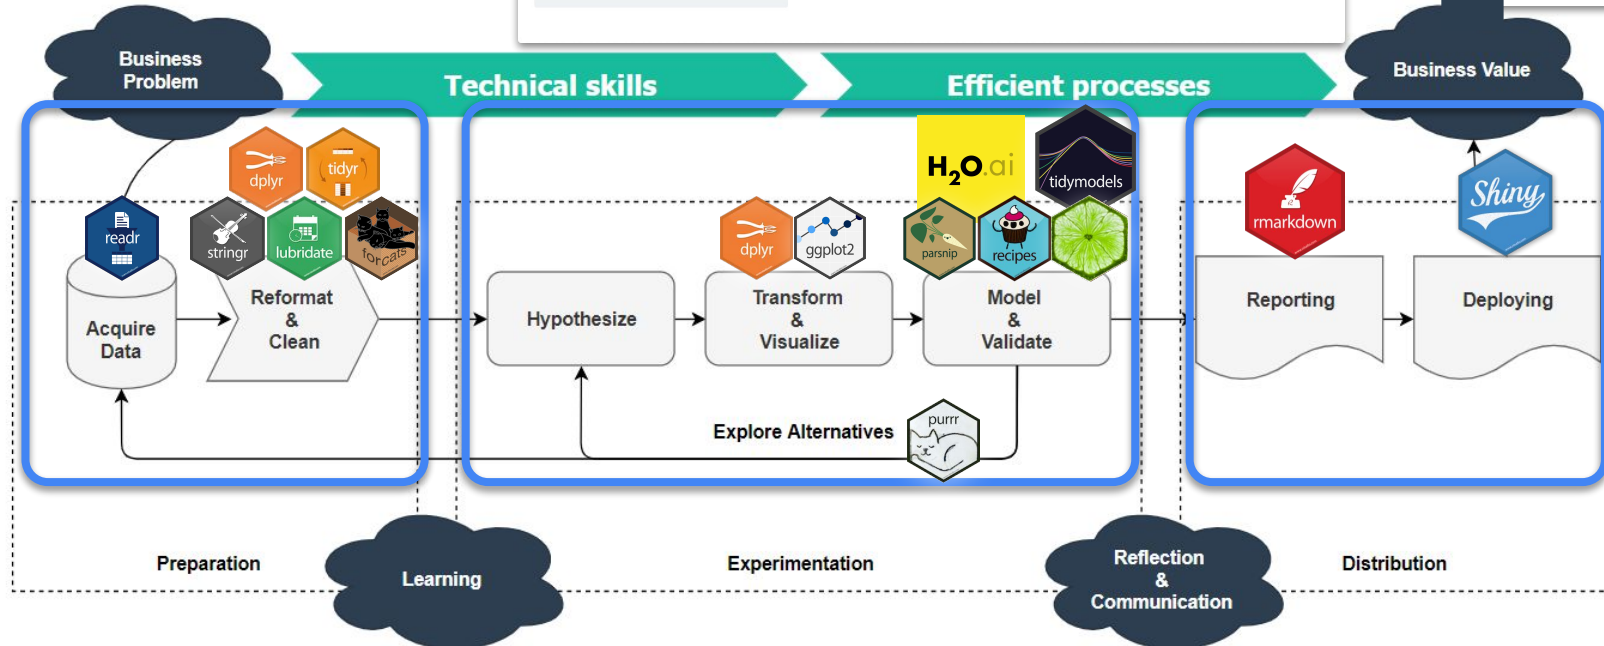 Business
Problem
Technical skills
Efficient processes
Business Value
dplyr
tidyr
readr
stringr
lubridate
forcats
dplyr
ggplot2
H2O.ai
tidymodels
parsnip
recipes
rmarkdown
Shiny
Acquire
Data
Reformat
&
Clean
Hypothesize
Transform
&
Visualize
Model
&
Validate
Reporting
Deploying
Explore Alternatives
purrr
Preparation
Learning
Experimentation
Reflection
&
Communication
Distribution